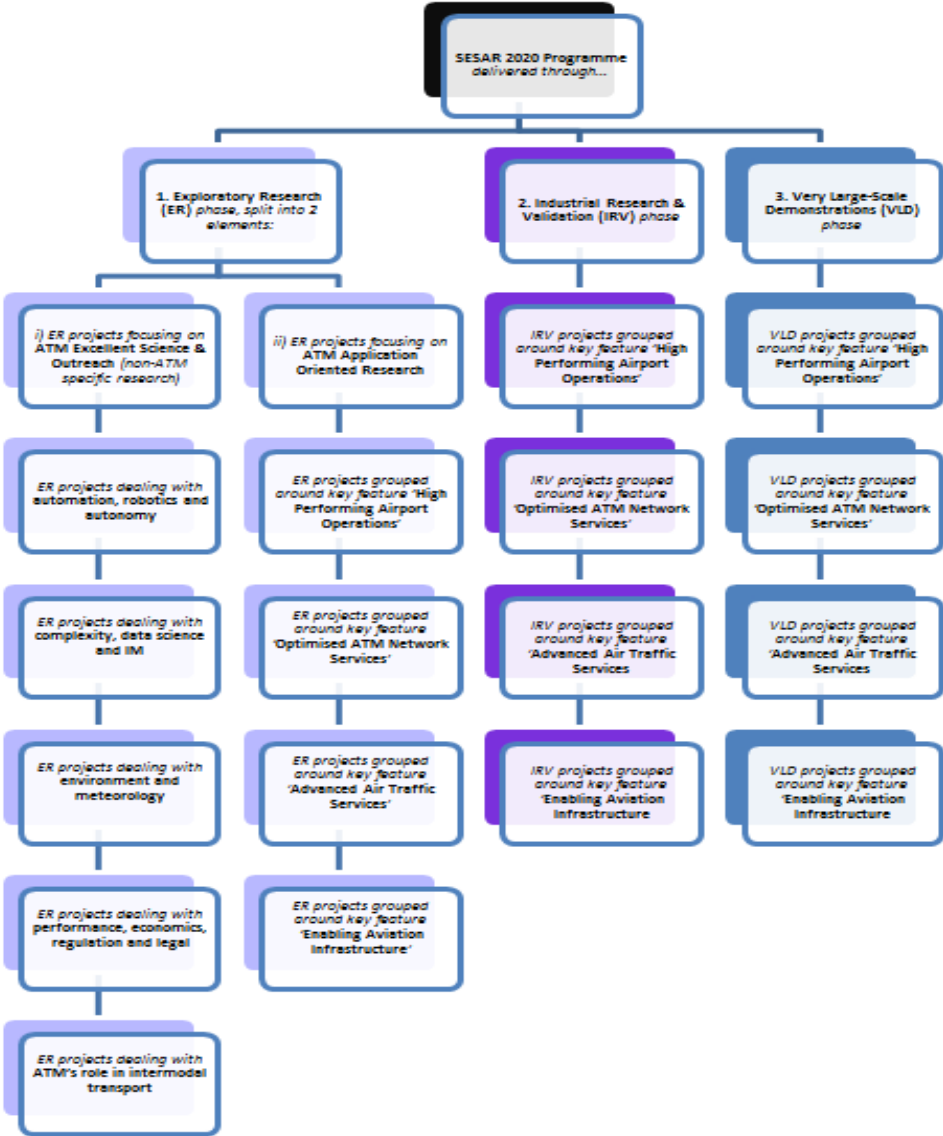 SESAR 2020 Programme
delivered through...
1. Exploratory Research
(ER) phase, split into 2
elements:
2. Industrial Research &
Validation (IRV) phase
3. Very Large-Scale
Demonstrations (VLD)
phase
i) ER projects focusing on
ATM Excellent Science &
Outreach (non-ATM
specific research)
ii) ER projects focusing on
ATM Application
Oriented Research
IRV projects grouped
around key feature 'High
Performing Airport
Operations'
VLD projects grouped
around key feature 'High
Performing Airport
Operations'
ER projects dealing with
automation, robotics and
autonomy
ER projects grouped
around key feature 'High
Performing Airport
Operations'
IRV projects grouped
around key feature
'Optimised ATM Network
Services'
VLD projects grouped
around key feature
'Optimised ATM Network
Services'
ER projects dealing with
complexity, data science
and IM
ER projects grouped
around key feature
'Optimised ATM Network
Services'
IRV projects grouped
around key feature
'Advanced Air Traffic
Services
VLD projects grouped
around key feature
'Advanced Air Traffic
Services
ER projects dealing with
environment and
meteorology
ER projects grouped
around key feature
'Advanced Air Traffic
Services'
IRV projects grouped
around key feature
'Enabling Aviation
Infrastructure
VLD projects grouped
around key feature
'Enabling Aviation
Infrastructure
ER projects dealing with
performance, economics,
regulation and legal
ER projects grouped
around key feature
'Enabling Aviation
Infrastructure'
ER projects dealing with
ATM's role in intermodal
transport